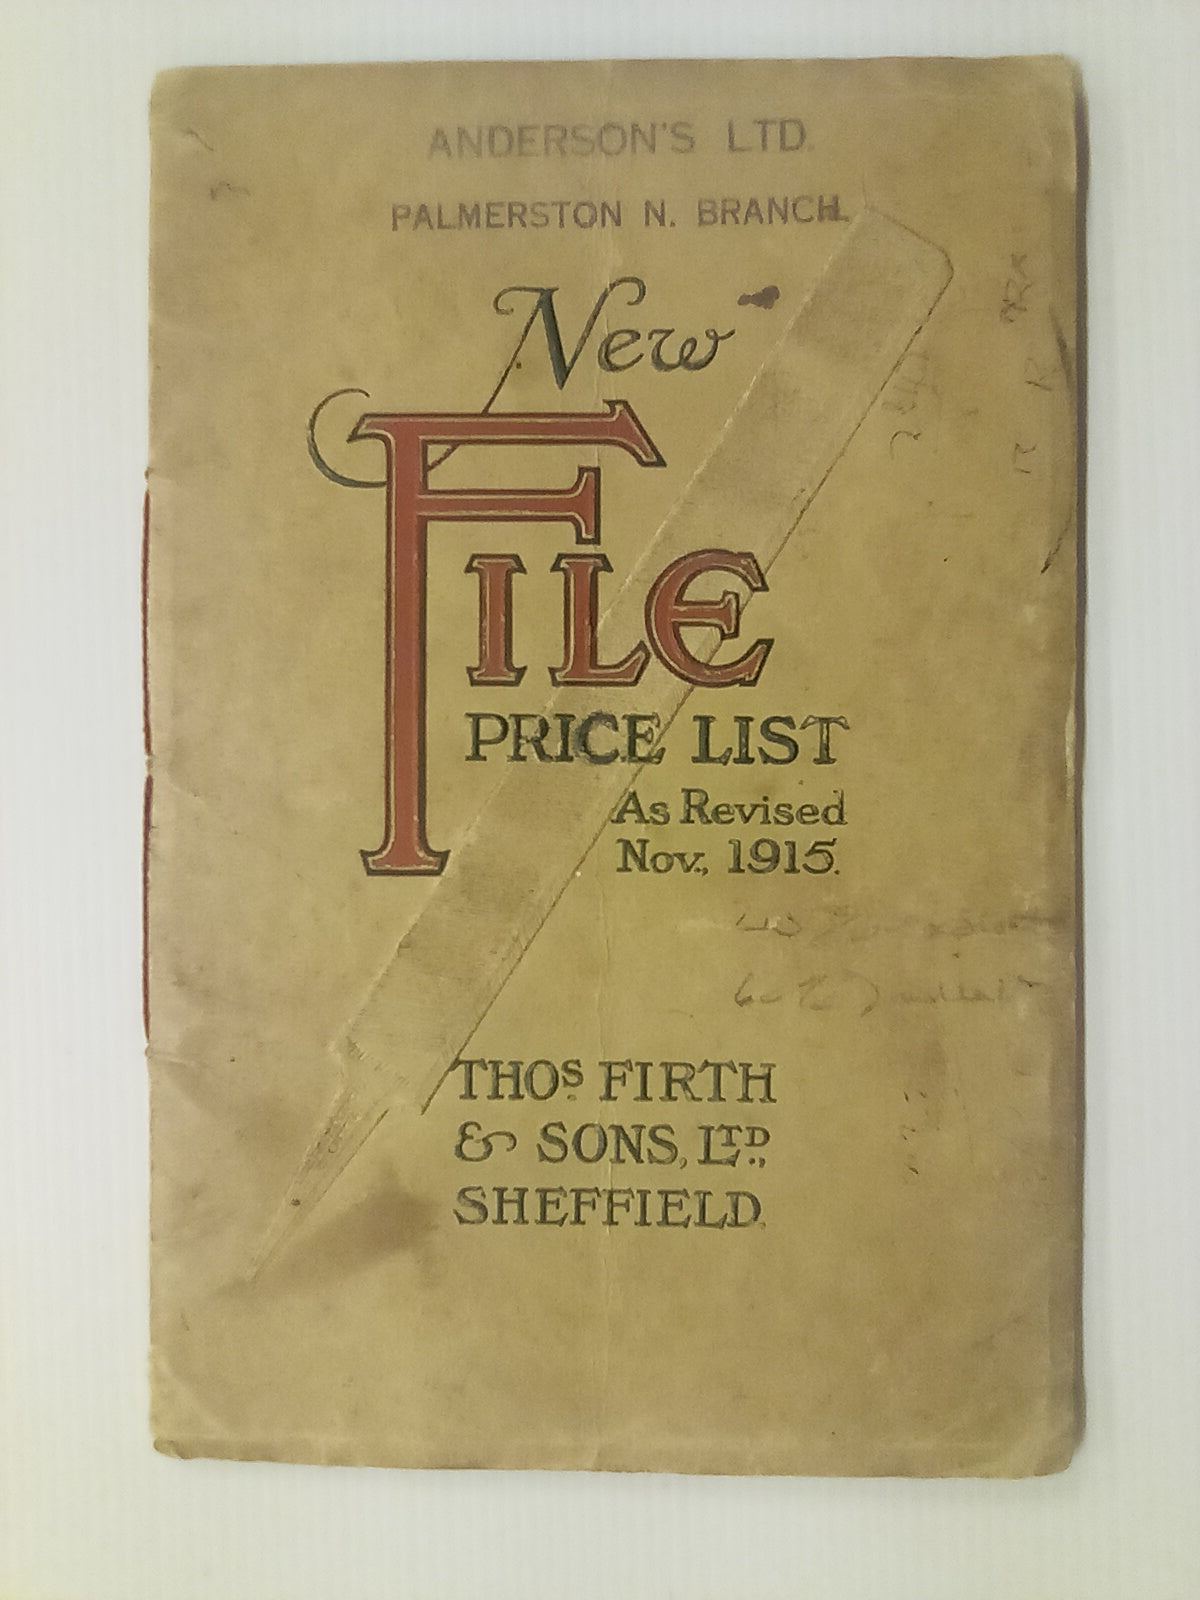 ANDERSON'S LTD.
PALMERSTON N. BRANCH.
New
FILE
PRICE LIST
As Revised
Nov., 1915.
THOS. FIRTH
& SONS, LTD.,
SHEFFIELD.